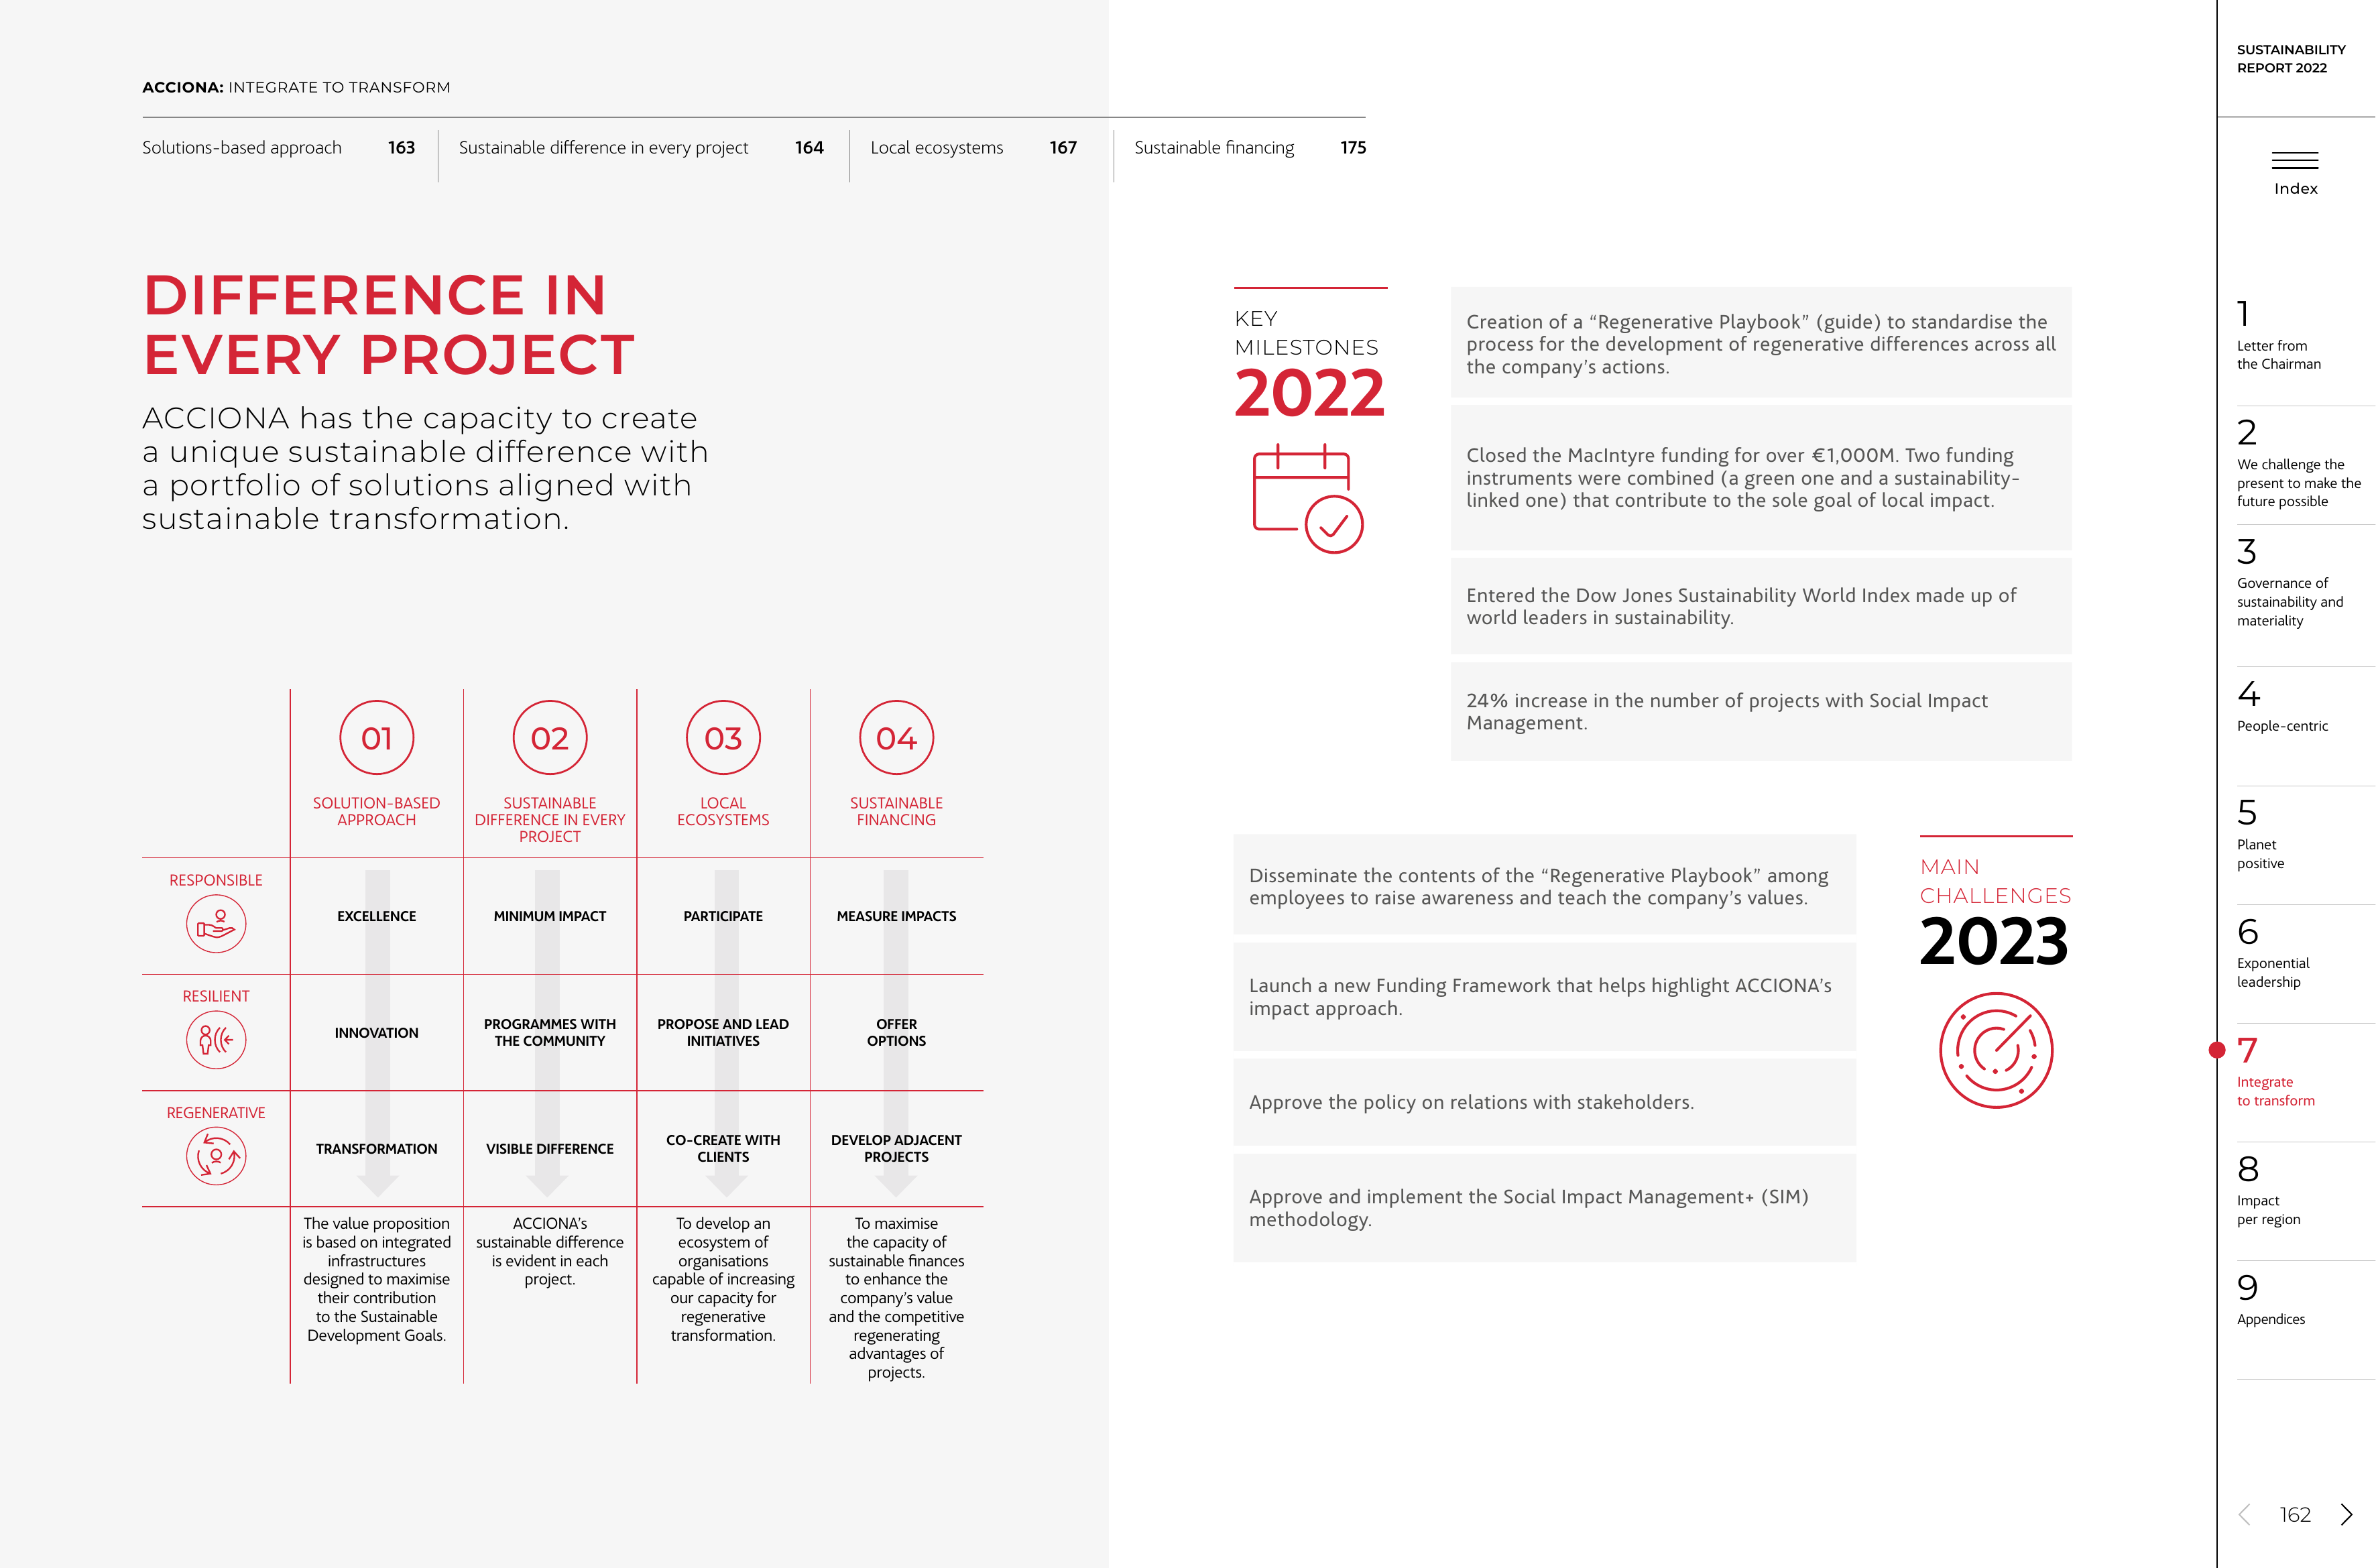 ACCIONA: INTEGRATE TO TRANSFORM
Solutions-based approach 163
Sustainable difference in every project 164
Local ecosystems 167
Sustainable financing 175
DIFFERENCE IN
EVERY PROJECT
ACCIONA has the capacity to create
a unique sustainable difference with
a portfolio of solutions aligned with
sustainable transformation.
01
SOLUTION-BASED
APPROACH
02
SUSTAINABLE
DIFFERENCE IN EVERY
PROJECT
03
LOCAL
ECOSYSTEMS
04
SUSTAINABLE
FINANCING
RESPONSIBLE
EXCELLENCE
MINIMUM IMPACT
PARTICIPATE
MEASURE IMPACTS
RESILIENT
INNOVATION
PROGRAMMES WITH
THE COMMUNITY
PROPOSE AND LEAD
INITIATIVES
OFFER
OPTIONS
REGENERATIVE
TRANSFORMATION
VISIBLE DIFFERENCE
CO-CREATE WITH
CLIENTS
DEVELOP ADJACENT
PROJECTS
The value proposition
is based on integrated
infrastructures
designed to maximise
their contribution
to the Sustainable
Development Goals.
ACCIONA's
sustainable difference
is evident in each
project.
To develop an
ecosystem of
organisations
capable of increasing
our capacity for
regenerative
transformation.
To maximise
the capacity of
sustainable finances
to enhance the
company's value
and the competitive
regenerating
advantages of
projects.
KEY
MILESTONES
2022
Creation of a “Regenerative Playbook” (guide) to standardise the
process for the development of regenerative differences across all
the company's actions.
Closed the MacIntyre funding for over €1,000M. Two funding
instruments were combined (a green one and a sustainability-
linked one) that contribute to the sole goal of local impact.
Entered the Dow Jones Sustainability World Index made up of
world leaders in sustainability.
24% increase in the number of projects with Social Impact
Management.
MAIN
CHALLENGES
2023
Disseminate the contents of the “Regenerative Playbook” among
employees to raise awareness and teach the company's values.
Launch a new Funding Framework that helps highlight ACCIONA's
impact approach.
Approve the policy on relations with stakeholders.
Approve and implement the Social Impact Management+ (SIM)
methodology.
SUSTAINABILITY
REPORT 2022
Index
1
Letter from
the Chairman
2
We challenge the
present to make the
future possible
3
Governance of
sustainability and
materiality
4
People-centric
5
Planet
positive
6
Exponential
leadership
7
Integrate
to transform
8
Impact
per region
9
Appendices
162